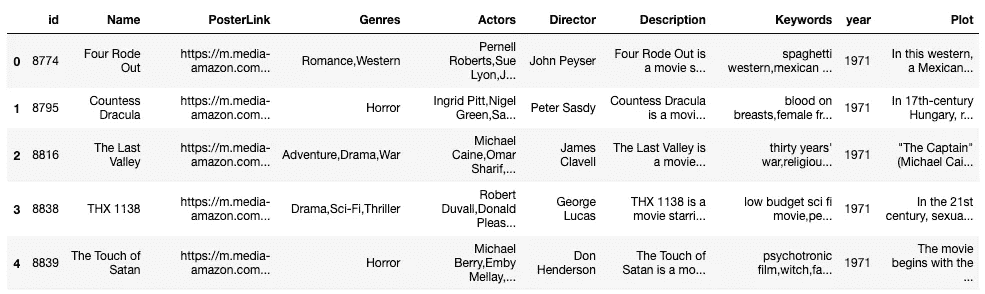 id Name PosterLink Genres Actors Director Description Keywords year Plot
0 8774 Four Rode Out https://m.media-amazon.com... Romance,Western Pernell Roberts,Sue Lyon,J... John Peyser Four Rode Out is a movie s... spaghetti western,mexican ... 1971 In this western, a Mexican...
1 8795 Countess Dracula https://m.media-amazon.com... Horror Ingrid Pitt,Nigel Green,Sa... Peter Sasdy Countess Dracula is a movi... blood on breasts,female fr... 1971 In 17th-century Hungary, r...
2 8816 The Last Valley https://m.media-amazon.com... Adventure,Drama,War Michael Caine,Omar Sharif,... James Clavell The Last Valley is a movie... thirty years' war,religiou... 1971 "The Captain" (Michael Cai...
3 8838 THX 1138 https://m.media-amazon.com... Drama,Sci-Fi,Thriller Robert Duvall,Donald Pleas... George Lucas THX 1138 is a movie starri... low budget sci fi movie,pe... 1971 In the 21st century, sexua...
4 8839 The Touch of Satan https://m.media-amazon.com... Horror Michael Berry,Emby Mellay,... Don Henderson The Touch of Satan is a mo... psychotronic film,witch,fa... 1971 The movie begins with the ...